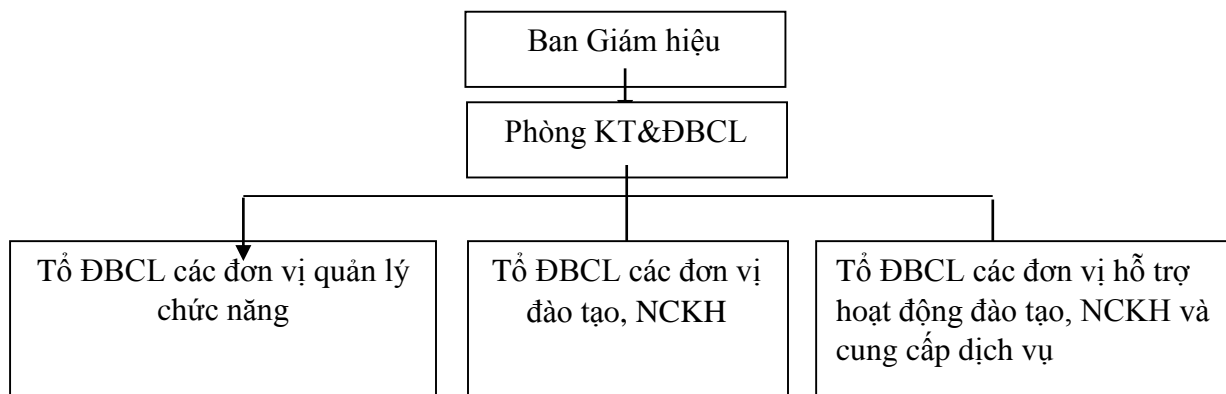 Ban Giám hiệu
Phòng KT&ĐBCL
Tổ ĐBCL các đơn vị quản lý
chức năng
Tổ ĐBCL các đơn vị
đào tạo, NCKH
Tổ ĐBCL các đơn vị hỗ trợ
hoạt động đào tạo, NCKH và
cung cấp dịch vụ